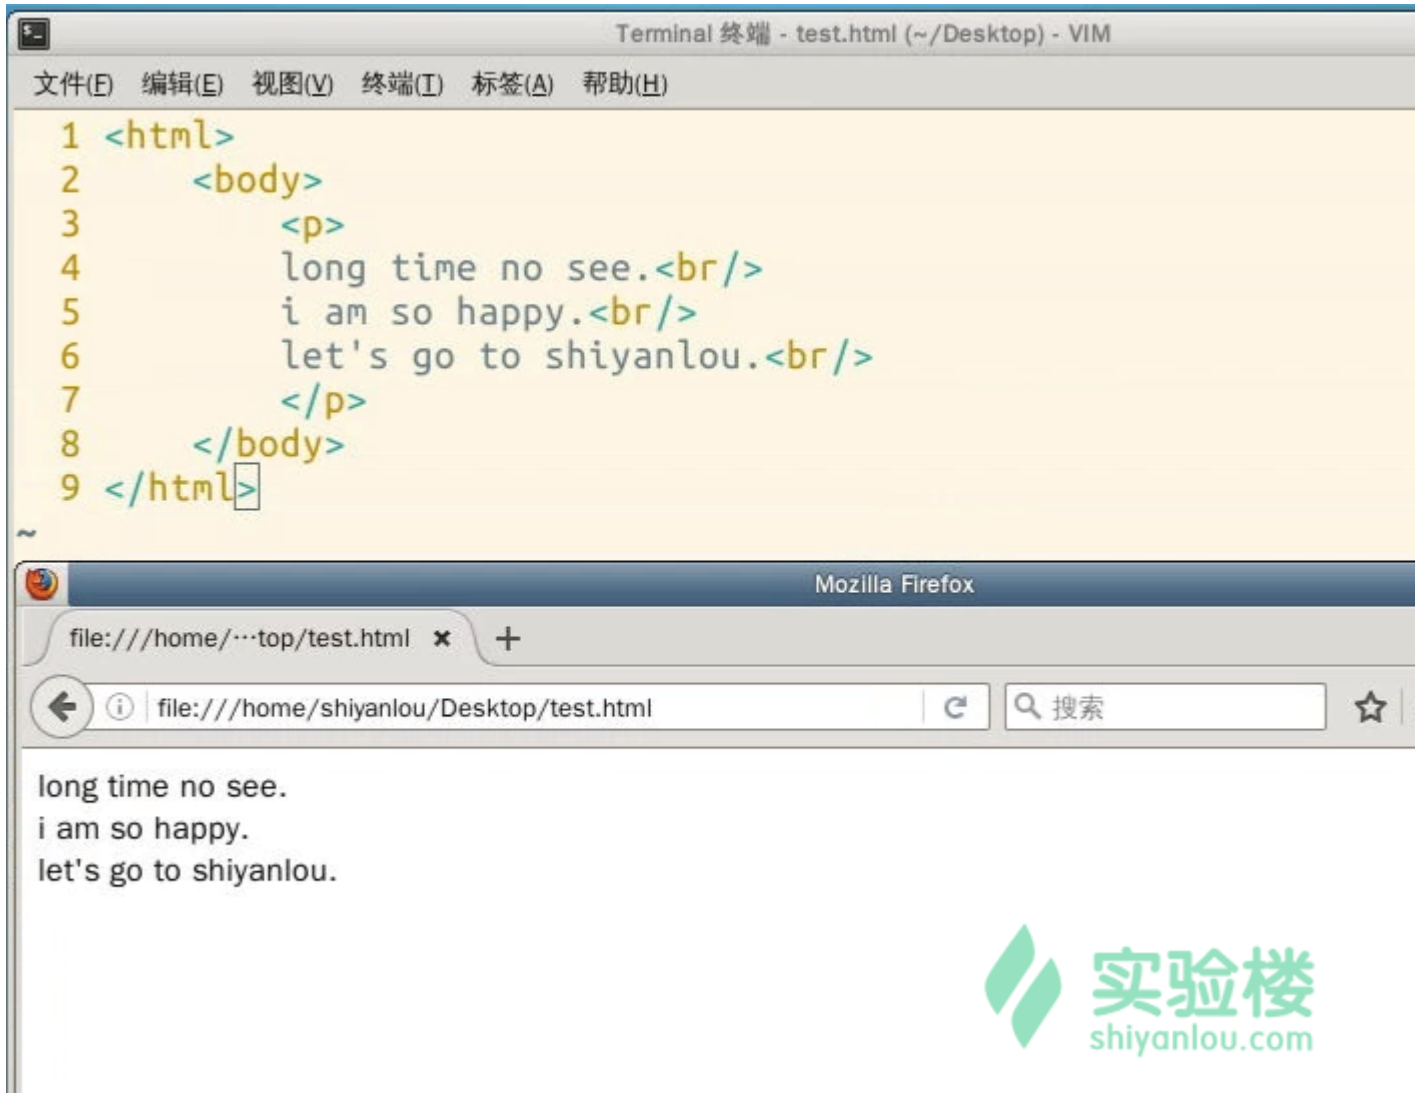 Terminal 终端 - test.html (~/Desktop) - VIM
文件(F) 编辑(E) 视图(V) 终端(T) 标签(A) 帮助(H)
1 <html>
2 <body>
3 <p>
4 long time no see.<br/>
5 i am so happy.<br/>
6 let's go to shiyanlou.<br/>
7 </p>
8 </body>
9 </html>
~
Mozilla Firefox
file:///home/···top/test.html
file:///home/shiyanlou/Desktop/test.html 搜索
long time no see.
i am so happy.
let's go to shiyanlou.
实验楼
shiyanlou.com